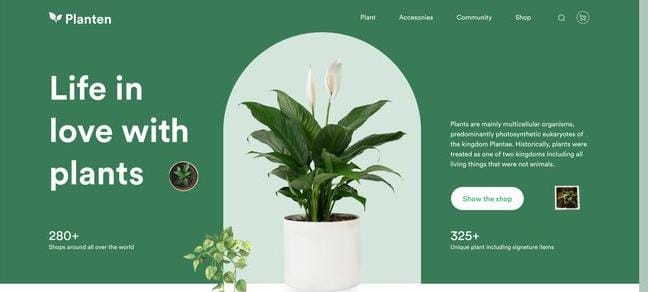 Planten
Plant
Accesories
Community
Shop
Life in
love with
plants
Plants are mainly multicellular organisms,
predominantly photosynthetic eukaryotes of
the kingdom Plantae. Historically, plants were
treated as one of two kingdoms including all
living things that were not animals.
Show the shop
280+
Shops around all over the world
325+
Unique plant including signeture items